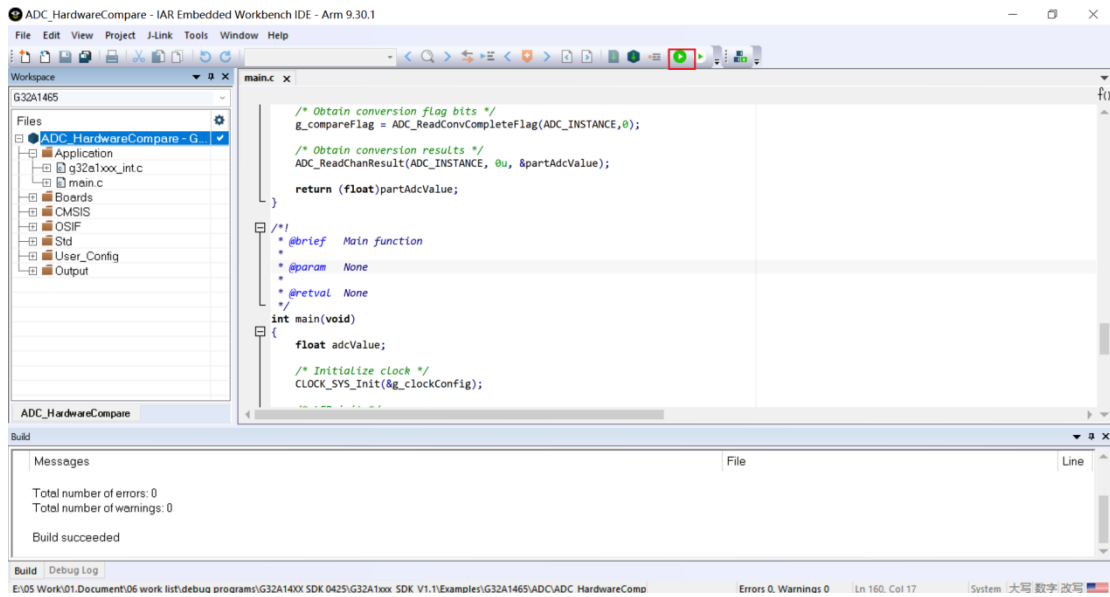 ADC_HardwareCompare - IAR Embedded Workbench IDE - Arm 9.30.1
File Edit View Project J-Link Tools Window Help
Workspace
main.c
G32A1465
Files
ADC_HardwareCompare - G...
Application
g32a1xxx_int.c
main.c
Boards
CMSIS
OSIF
Std
User_Config
Output
ADC_HardwareCompare
f()
/* Obtain conversion flag bits */
g_compareFlag = ADC_ReadConvCompleteFlag(ADC_INSTANCE,0);
/* Obtain conversion results */
ADC_ReadChanResult(ADC_INSTANCE, 0u, &partAdcValue);
return (float)partAdcValue;
}
/*!
* @brief Main function
*
* @param None
*
* @retval None
*/
int main(void)
{
float adcValue;
/* Initialize clock */
CLOCK_SYS_Init(&g_clockConfig);
Build
Messages File Line
Total number of errors: 0
Total number of warnings: 0
Build succeeded
Build Debug Log
E:\05 Work\01.Document\06 work list\debug programs\G32A14XX SDK 0425\G32A1xxx_SDK_V1.1\Examples\G32A1465\ADC\ADC_HardwareComp Errors 0, Warnings 0 Ln 160, Col 17 System 大写 数字 改写